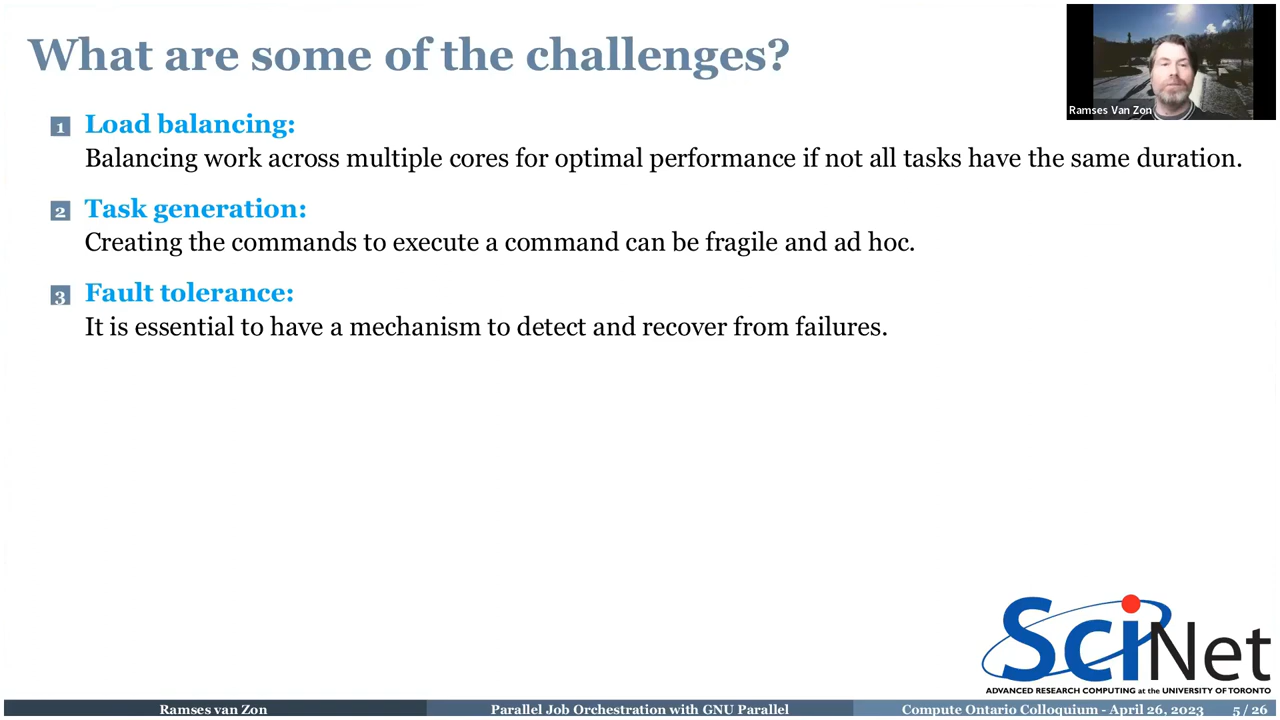 What are some of the challenges?
Ramses Van Zon
1 Load balancing:
Balancing work across multiple cores for optimal performance if not all tasks have the same duration.
2 Task generation:
Creating the commands to execute a command can be fragile and ad hoc.
3 Fault tolerance:
It is essential to have a mechanism to detect and recover from failures.
SciNet
ADVANCED RESEARCH COMPUTING at the UNIVERSITY OF TORONTO
Ramses van Zon
Parallel Job Orchestration with GNU Parallel
Compute Ontario Colloquium - April 26, 2023
5 / 26